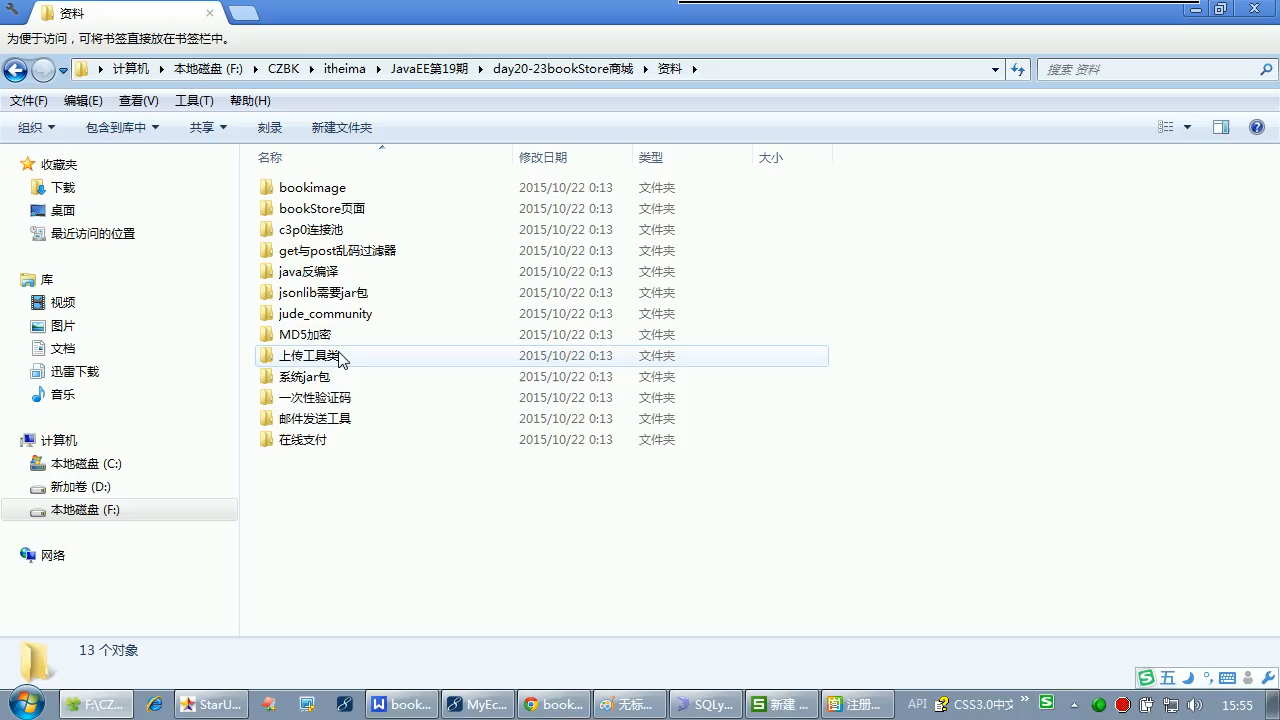 资料
为便于访问，可将书签直接放在书签栏中。
计算机 本地磁盘 (F:) CZBK itheima JavaEE第19期 day20-23bookStore商城 资料
搜索 资料
文件(F) 编辑(E) 查看(V) 工具(T) 帮助(H)
组织 包含到库中 共享 刻录 新建文件夹
名称 修改日期 类型 大小
收藏夹
下载
桌面
最近访问的位置
库
视频
图片
文档
迅雷下载
音乐
计算机
本地磁盘 (C:)
新加卷 (D:)
本地磁盘 (F:)
网络
bookimage 2015/10/22 0:13 文件夹
bookStore页面 2015/10/22 0:13 文件夹
c3p0连接池 2015/10/22 0:13 文件夹
get与post乱码过滤器 2015/10/22 0:13 文件夹
java反编译 2015/10/22 0:13 文件夹
jsonlib需要jar包 2015/10/22 0:13 文件夹
jude_community 2015/10/22 0:13 文件夹
MD5加密 2015/10/22 0:13 文件夹
上传工具类 2015/10/22 0:13 文件夹
系统jar包 2015/10/22 0:13 文件夹
一次性验证码 2015/10/22 0:13 文件夹
邮件发送工具 2015/10/22 0:13 文件夹
在线支付 2015/10/22 0:13 文件夹
13 个对象
五
F:\CZ... StarU... book... MyEc... book... 无标... SQLy... 新建 ... 注册... API CSS3.0中文 15:55